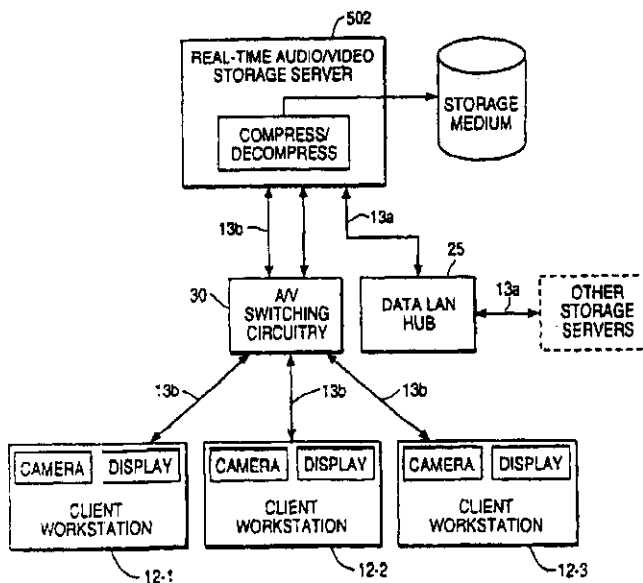 502
REAL-TIME AUDIO/VIDEO
STORAGE SERVER
COMPRESS/
DECOMPRESS
STORAGE
MEDIUM
13b
13a
30
A/V
SWITCHING
CIRCUITRY
25
DATA LAN
HUB
13a
OTHER
STORAGE
SERVERS
13b
13b
13b
CAMERA
DISPLAY
CLIENT
WORKSTATION
12-1
CAMERA
DISPLAY
CLIENT
WORKSTATION
12-2
CAMERA
DISPLAY
CLIENT
WORKSTATION
12-3